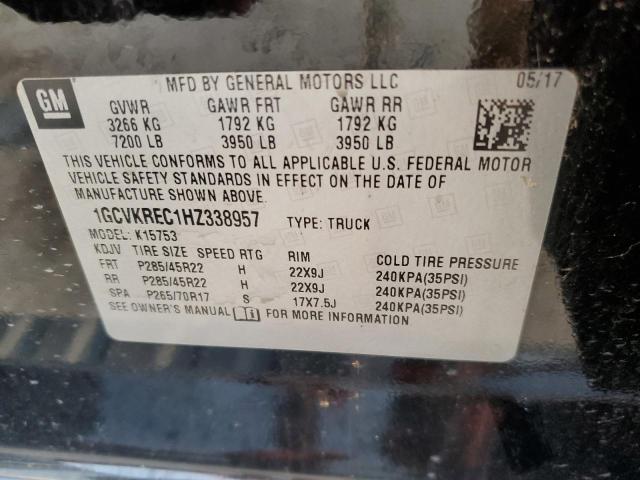 GM
MFD BY GENERAL MOTORS LLC 05/17
GVWR GAWR FRT GAWR RR
3266 KG 1792 KG 1792 KG
7200 LB 3950 LB 3950 LB
THIS VEHICLE CONFORMS TO ALL APPLICABLE U.S. FEDERAL MOTOR
VEHICLE SAFETY STANDARDS IN EFFECT ON THE DATE OF
MANUFACTURE SHOWN ABOVE.
1GCVKREC1HZ338957 TYPE: TRUCK
MODEL: K15753
KDJV TIRE SIZE SPEED RTG RIM COLD TIRE PRESSURE
FRT P285/45R22 H 22X9J 240KPA(35PSI)
RR P285/45R22 H 22X9J 240KPA(35PSI)
SPA P265/70R17 S 17X7.5J 240KPA(35PSI)
SEE OWNER'S MANUAL FOR MORE INFORMATION